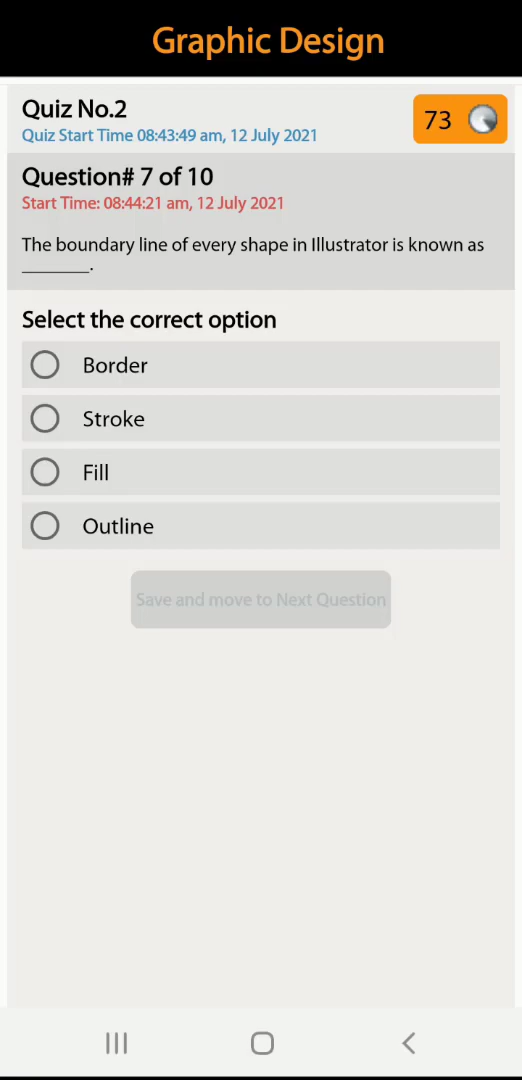 Graphic Design
Quiz No.2
73
Quiz Start Time 08:43:49 am, 12 July 2021
Question# 7 of 10
Start Time: 08:44:21 am, 12 July 2021
The boundary line of every shape in Illustrator is known as
_______.
Select the correct option
Border
Stroke
Fill
Outline
Save and move to Next Question